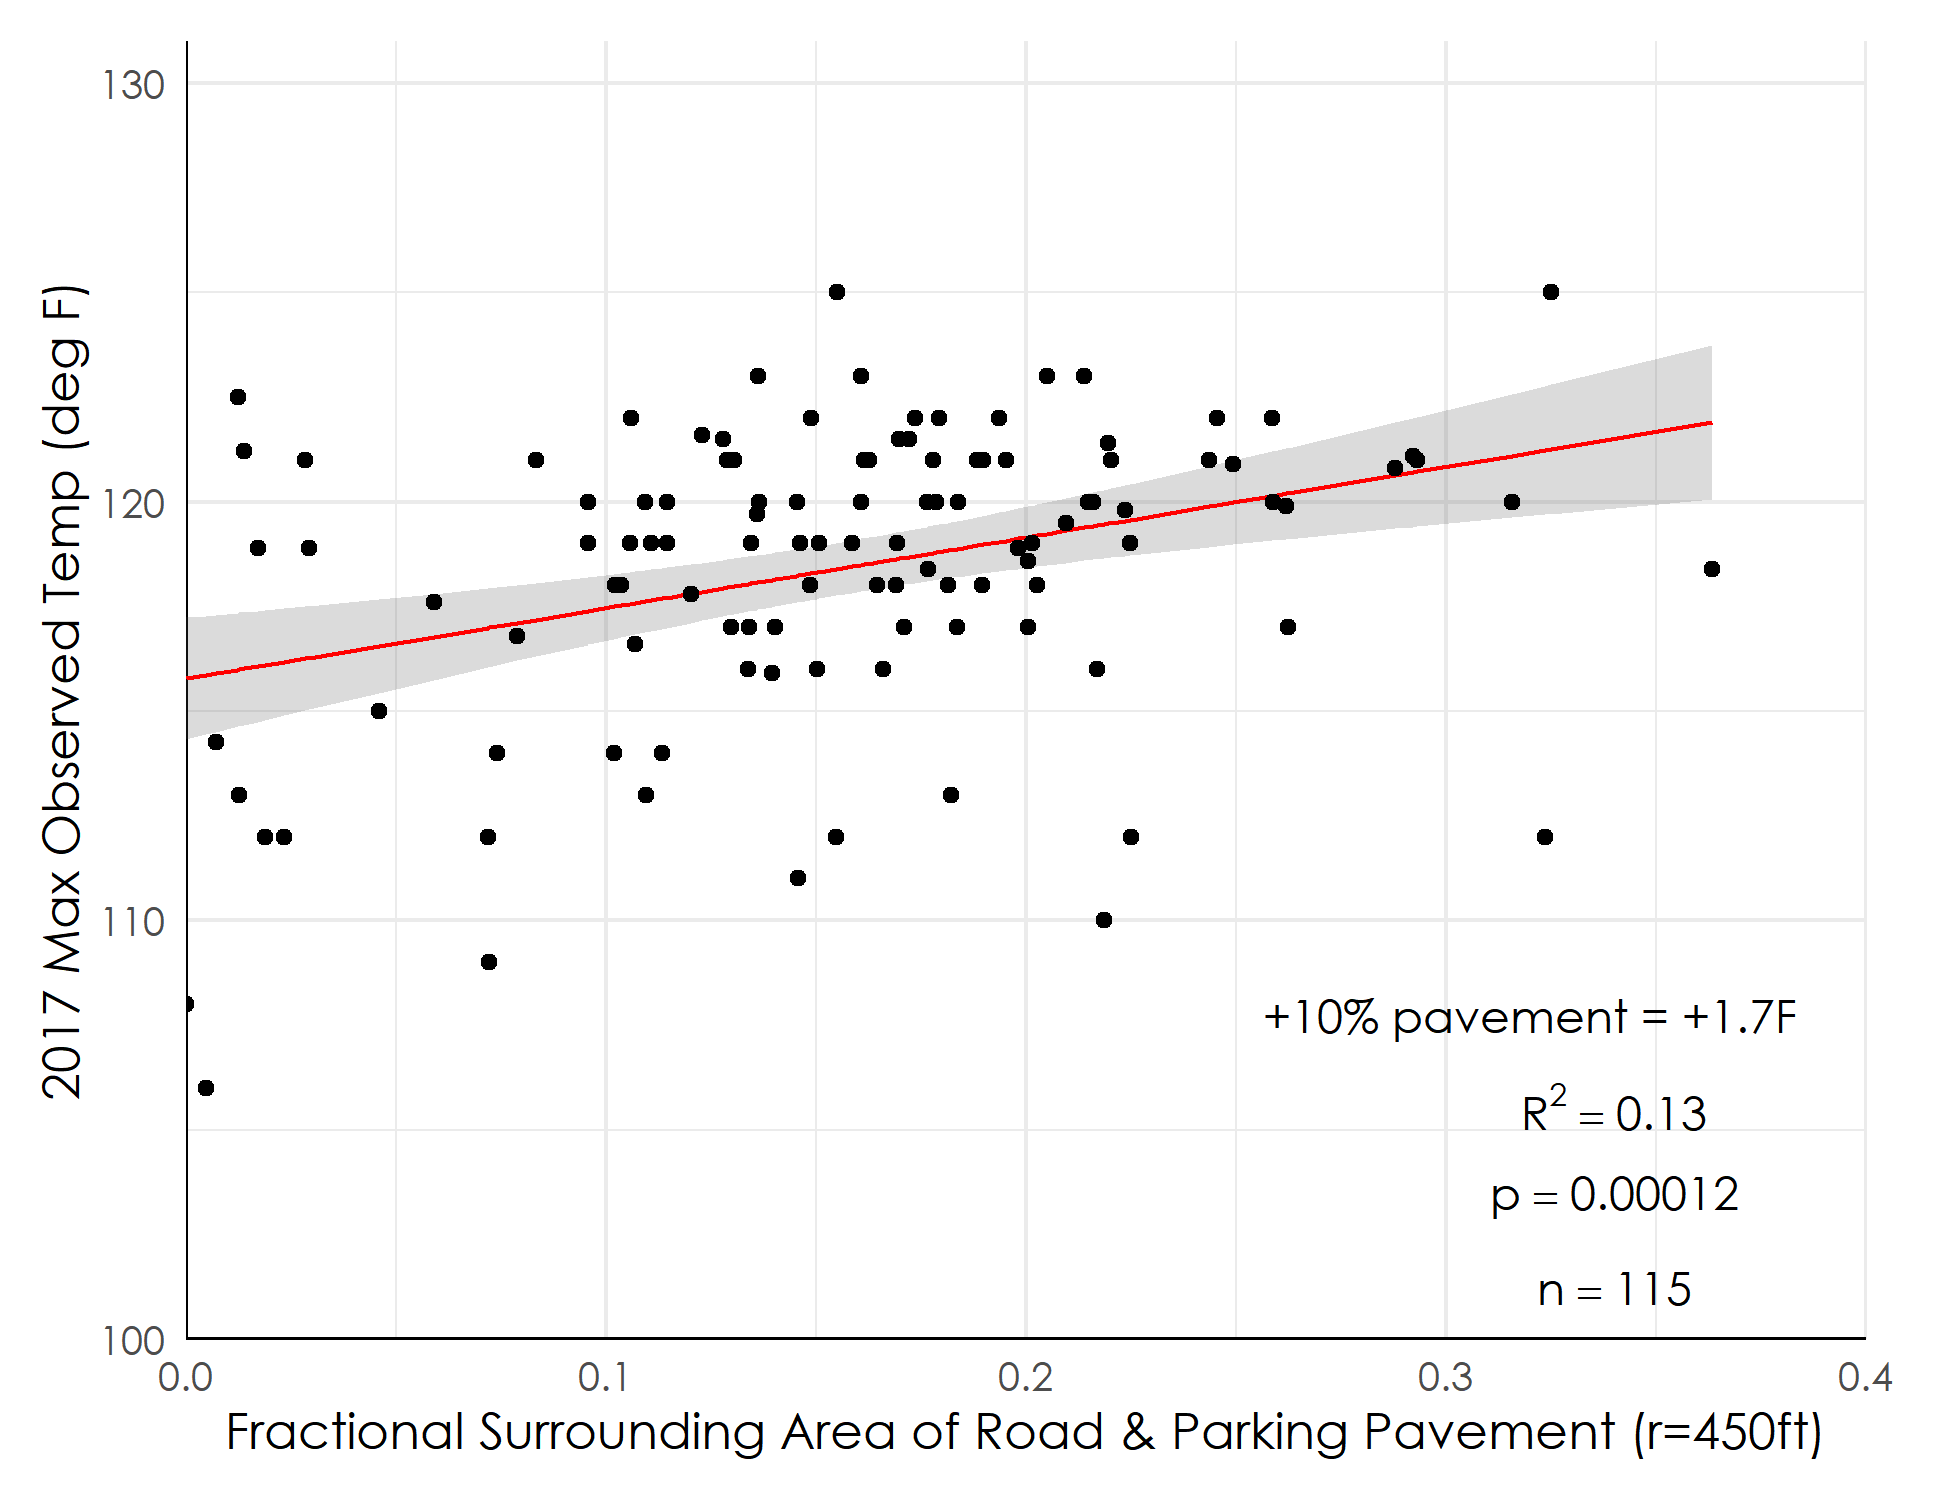 130
120
110
100
2017 Max Observed Temp (deg F)
+10% pavement = +1.7F
R² = 0.13
p = 0.00012
n = 115
0.0 0.1 0.2 0.3 0.4
Fractional Surrounding Area of Road & Parking Pavement (r=450ft)